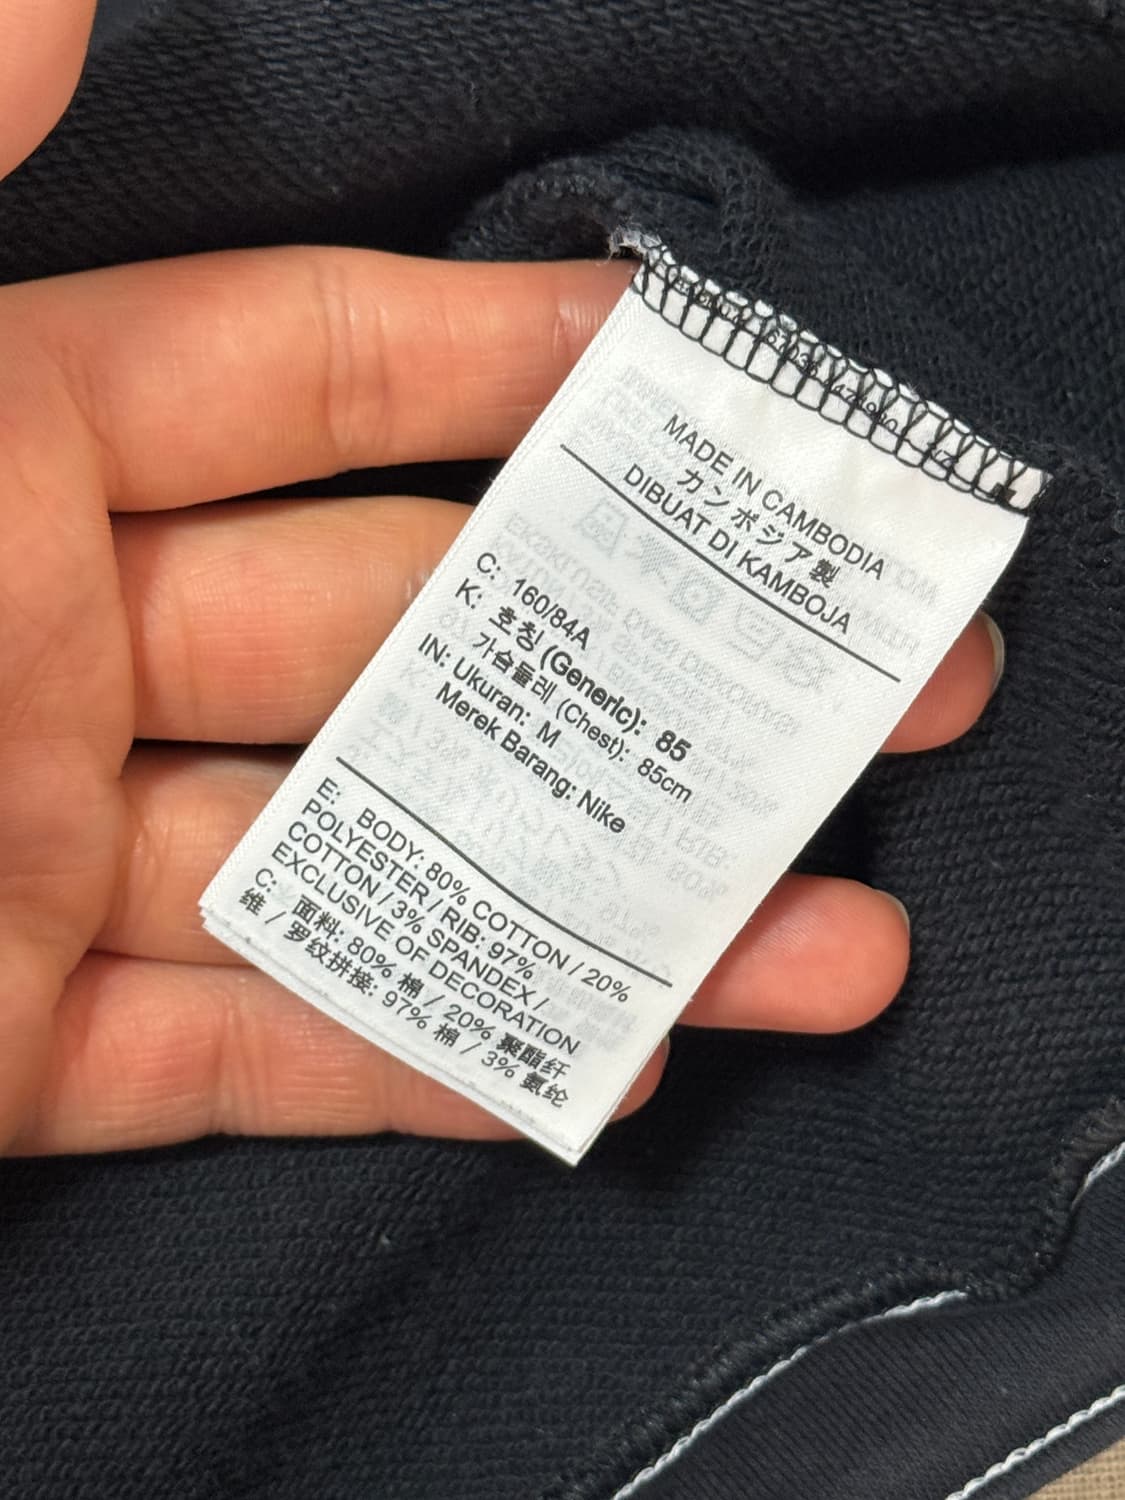 MADE IN CAMBODIA
カンボジア製
DIBUAT DI KAMBOJA
C: 160/84A
K: 호칭 (Generic): 85
가슴둘레 (Chest): 85cm
IN: Ukuran: M
Merek Barang: Nike
E: BODY: 80% COTTON / 20%
POLYESTER / RIB: 97%
COTTON / 3% SPANDEX /
EXCLUSIVE OF DECORATION
C: 面料: 80% 棉 / 20% 聚酯纤
维 / 罗纹拼接: 97% 棉 / 3% 氨纶